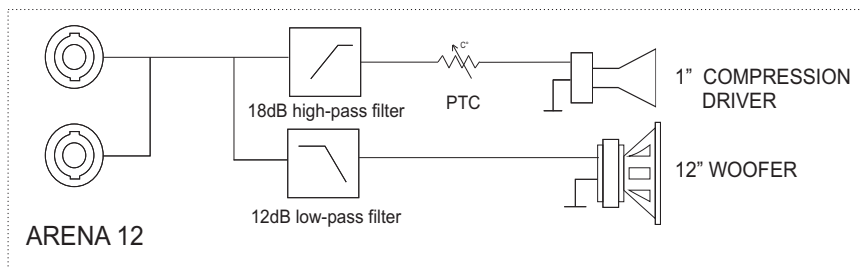 C°
1” COMPRESSION
DRIVER
18dB high-pass filter
PTC
12” WOOFER
12dB low-pass filter
ARENA 12